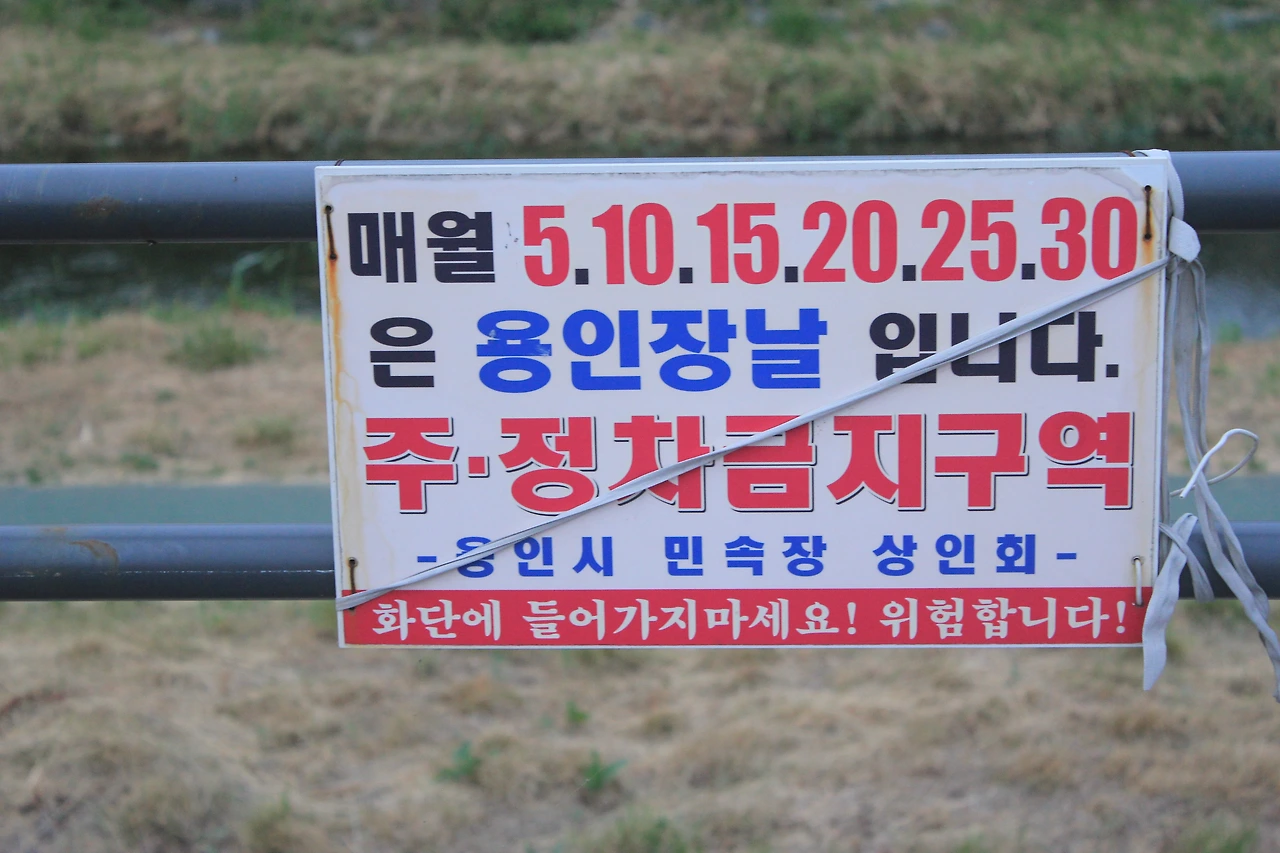 매월 5.10.15.20.25.30
은 용인장날 입니다.
주·정차금지구역
-용인시 민속장 상인회-
화단에 들어가지마세요! 위험합니다!